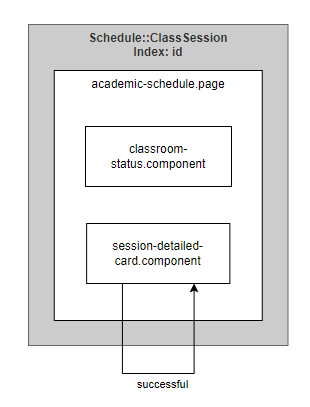 Schedule::ClassSession
Index: id
academic-schedule.page
classroom-
status.component
session-detailed-
card.component
successful